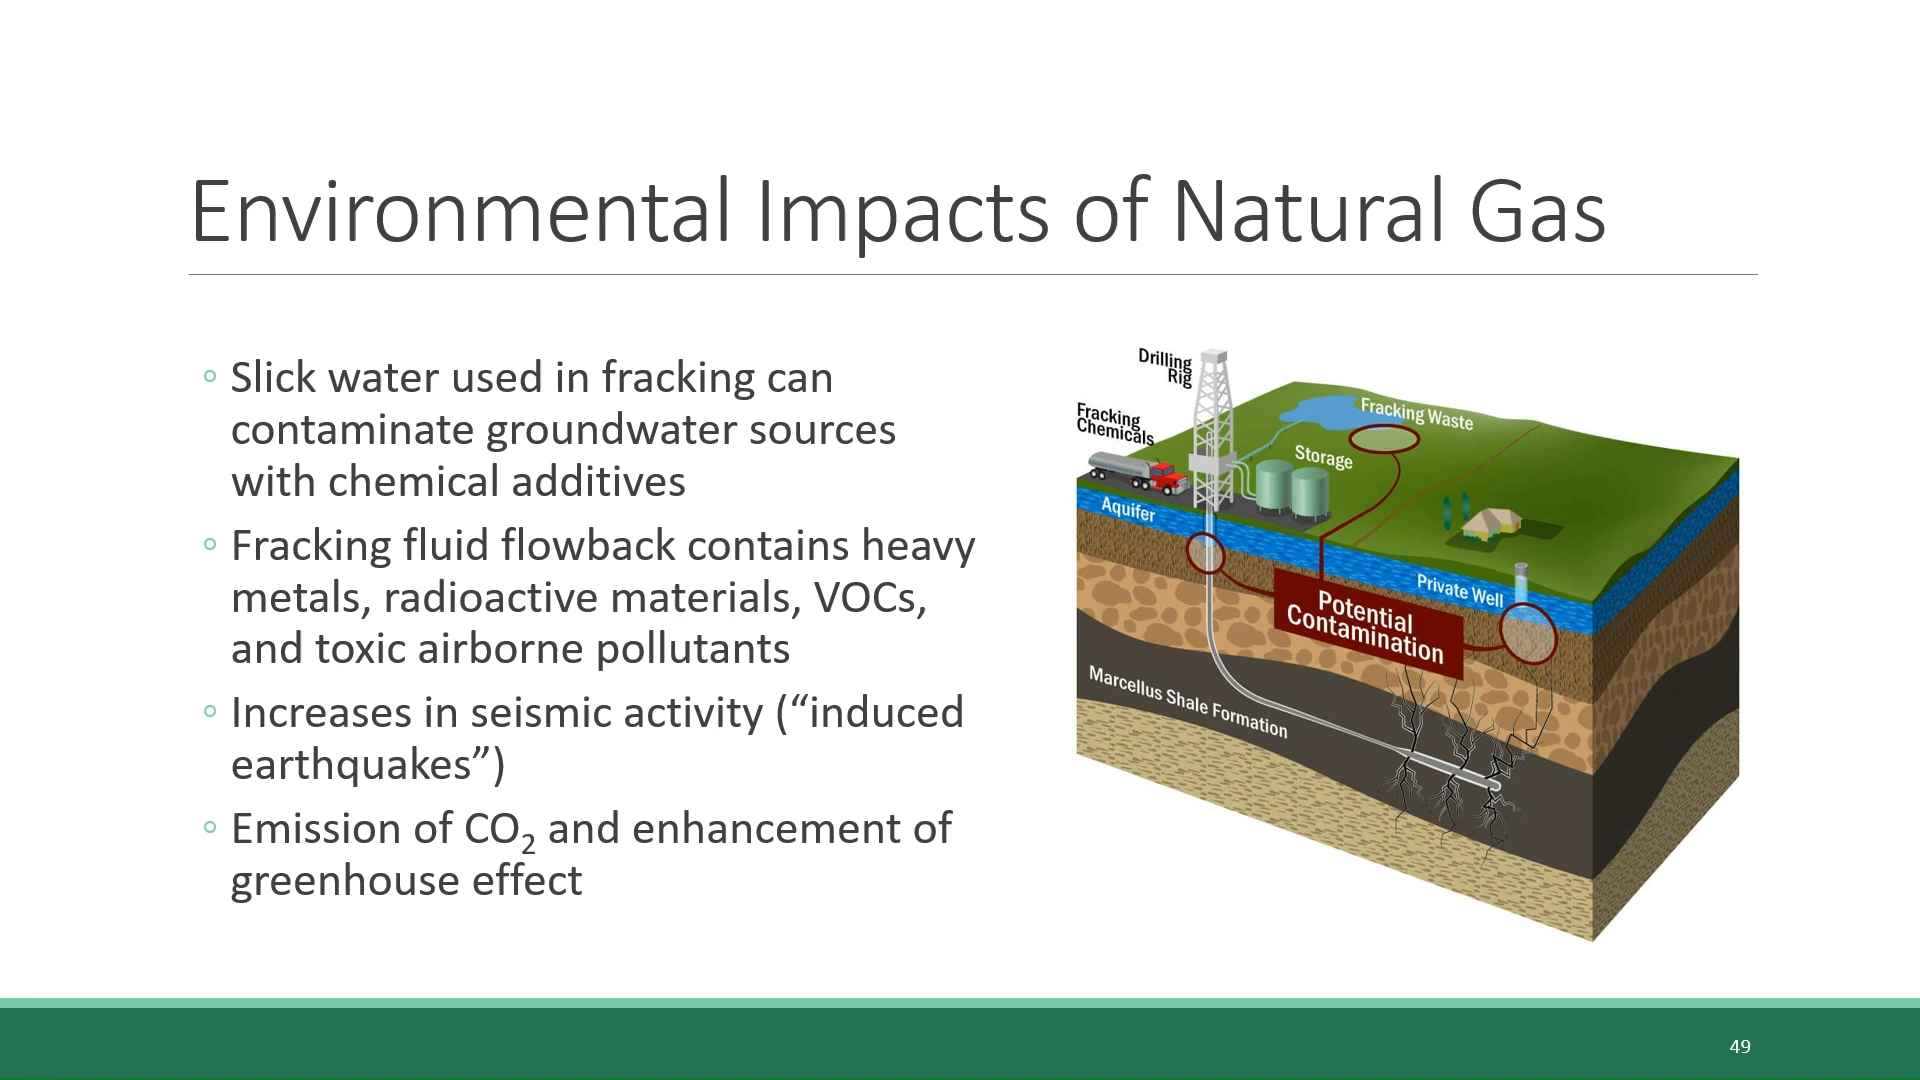 Environmental Impacts of Natural Gas
◦ Slick water used in fracking can
contaminate groundwater sources
with chemical additives
◦ Fracking fluid flowback contains heavy
metals, radioactive materials, VOCs,
and toxic airborne pollutants
◦ Increases in seismic activity (“induced
earthquakes”)
◦ Emission of CO₂ and enhancement of
greenhouse effect
Drilling
Rig
Fracking
Chemicals
Fracking Waste
Storage
Aquifer
Private Well
Potential
Contamination
Marcellus Shale Formation
49